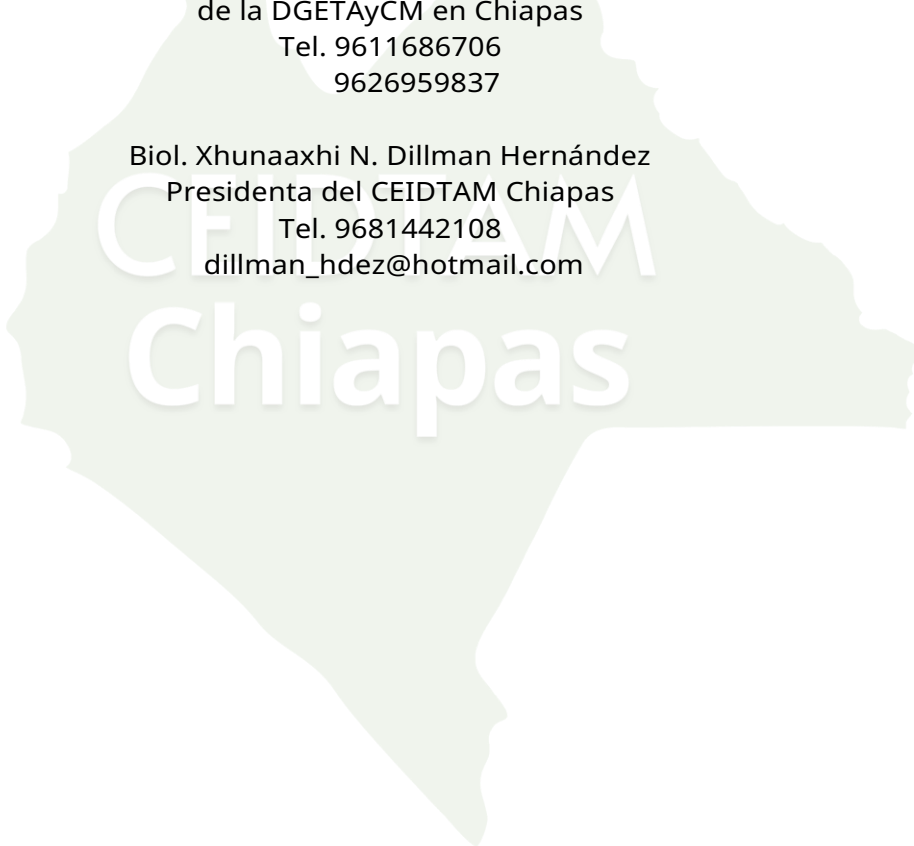 de la DGETAyCM en Chiapas
Tel. 9611686706
9626959837
Biol. Xhunaaxhi N. Dillman Hernández
Presidenta del CEIDTAM Chiapas
Tel. 9681442108
dillman_hdez@hotmail.com
CEIDTAM
Chiapas